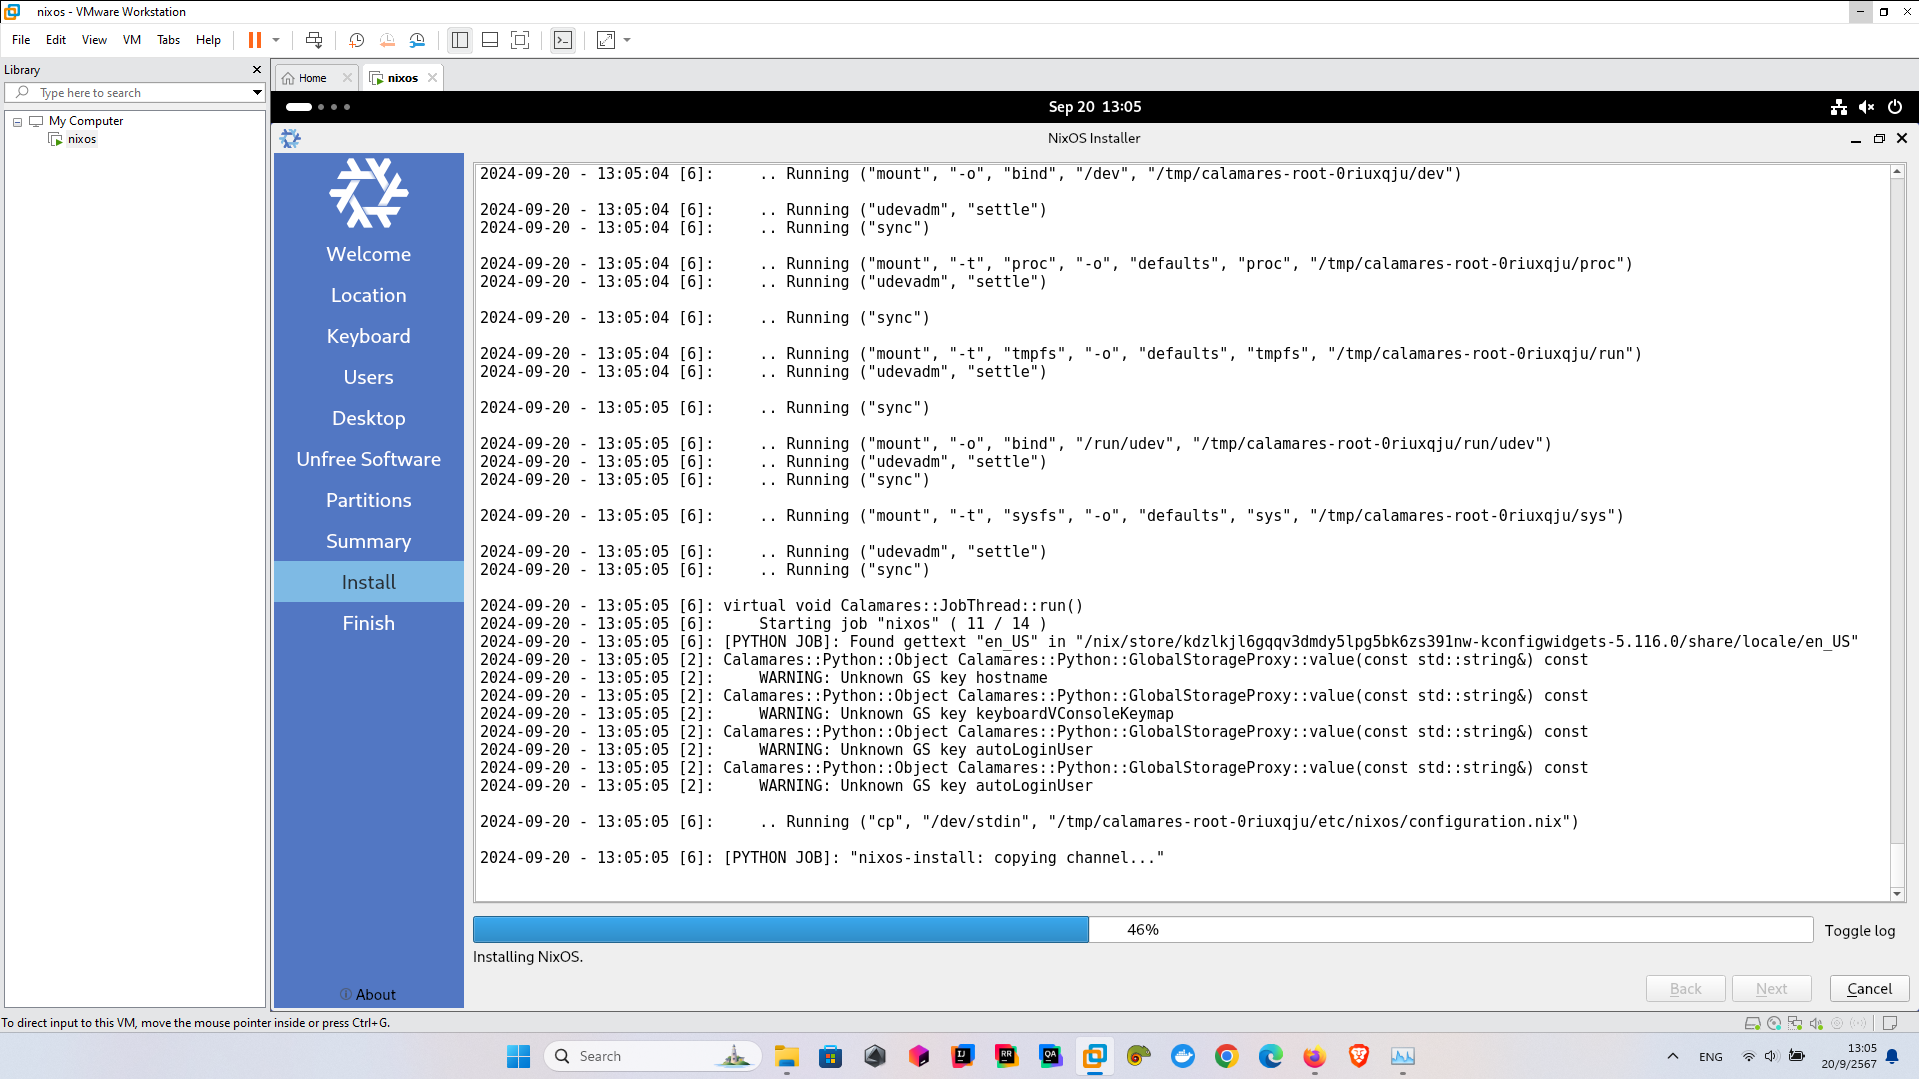 nixos - VMware Workstation
File Edit View VM Tabs Help
Library
Home
nixos
Type here to search
My Computer
nixos
Sep 20 13:05
NixOS Installer
Welcome
Location
Keyboard
Users
Desktop
Unfree Software
Partitions
Summary
Install
Finish
About
2024-09-20 - 13:05:04 [6]: .. Running ("mount", "-o", "bind", "/dev", "/tmp/calamares-root-0riuxqju/dev")
2024-09-20 - 13:05:04 [6]: .. Running ("udevadm", "settle")
2024-09-20 - 13:05:04 [6]: .. Running ("sync")
2024-09-20 - 13:05:04 [6]: .. Running ("mount", "-t", "proc", "-o", "defaults", "proc", "/tmp/calamares-root-0riuxqju/proc")
2024-09-20 - 13:05:04 [6]: .. Running ("udevadm", "settle")
2024-09-20 - 13:05:04 [6]: .. Running ("sync")
2024-09-20 - 13:05:04 [6]: .. Running ("mount", "-t", "tmpfs", "-o", "defaults", "tmpfs", "/tmp/calamares-root-0riuxqju/run")
2024-09-20 - 13:05:04 [6]: .. Running ("udevadm", "settle")
2024-09-20 - 13:05:05 [6]: .. Running ("sync")
2024-09-20 - 13:05:05 [6]: .. Running ("mount", "-o", "bind", "/run/udev", "/tmp/calamares-root-0riuxqju/run/udev")
2024-09-20 - 13:05:05 [6]: .. Running ("udevadm", "settle")
2024-09-20 - 13:05:05 [6]: .. Running ("sync")
2024-09-20 - 13:05:05 [6]: .. Running ("mount", "-t", "sysfs", "-o", "defaults", "sys", "/tmp/calamares-root-0riuxqju/sys")
2024-09-20 - 13:05:05 [6]: .. Running ("udevadm", "settle")
2024-09-20 - 13:05:05 [6]: .. Running ("sync")
2024-09-20 - 13:05:05 [6]: virtual void Calamares::JobThread::run()
2024-09-20 - 13:05:05 [6]: Starting job "nixos" ( 11 / 14 )
2024-09-20 - 13:05:05 [6]: [PYTHON JOB]: Found gettext "en_US" in "/nix/store/kdzlkjl6gqqv3dmdy5lpg5bk6zs391nw-kconfigwidgets-5.116.0/share/locale/en_US"
2024-09-20 - 13:05:05 [2]: Calamares::Python::Object Calamares::Python::GlobalStorageProxy::value(const std::string&) const
2024-09-20 - 13:05:05 [2]: WARNING: Unknown GS key hostname
2024-09-20 - 13:05:05 [2]: Calamares::Python::Object Calamares::Python::GlobalStorageProxy::value(const std::string&) const
2024-09-20 - 13:05:05 [2]: WARNING: Unknown GS key keyboardVConsoleKeymap
2024-09-20 - 13:05:05 [2]: Calamares::Python::Object Calamares::Python::GlobalStorageProxy::value(const std::string&) const
2024-09-20 - 13:05:05 [2]: WARNING: Unknown GS key autoLoginUser
2024-09-20 - 13:05:05 [2]: Calamares::Python::Object Calamares::Python::GlobalStorageProxy::value(const std::string&) const
2024-09-20 - 13:05:05 [2]: WARNING: Unknown GS key autoLoginUser
2024-09-20 - 13:05:05 [6]: .. Running ("cp", "/dev/stdin", "/tmp/calamares-root-0riuxqju/etc/nixos/configuration.nix")
2024-09-20 - 13:05:05 [6]: [PYTHON JOB]: "nixos-install: copying channel..."
46%
Toggle log
Installing NixOS.
Back Next Cancel
To direct input to this VM, move the mouse pointer inside or press Ctrl+G.
Search
IJ
RR
QA
ENG
13:05
20/9/2567